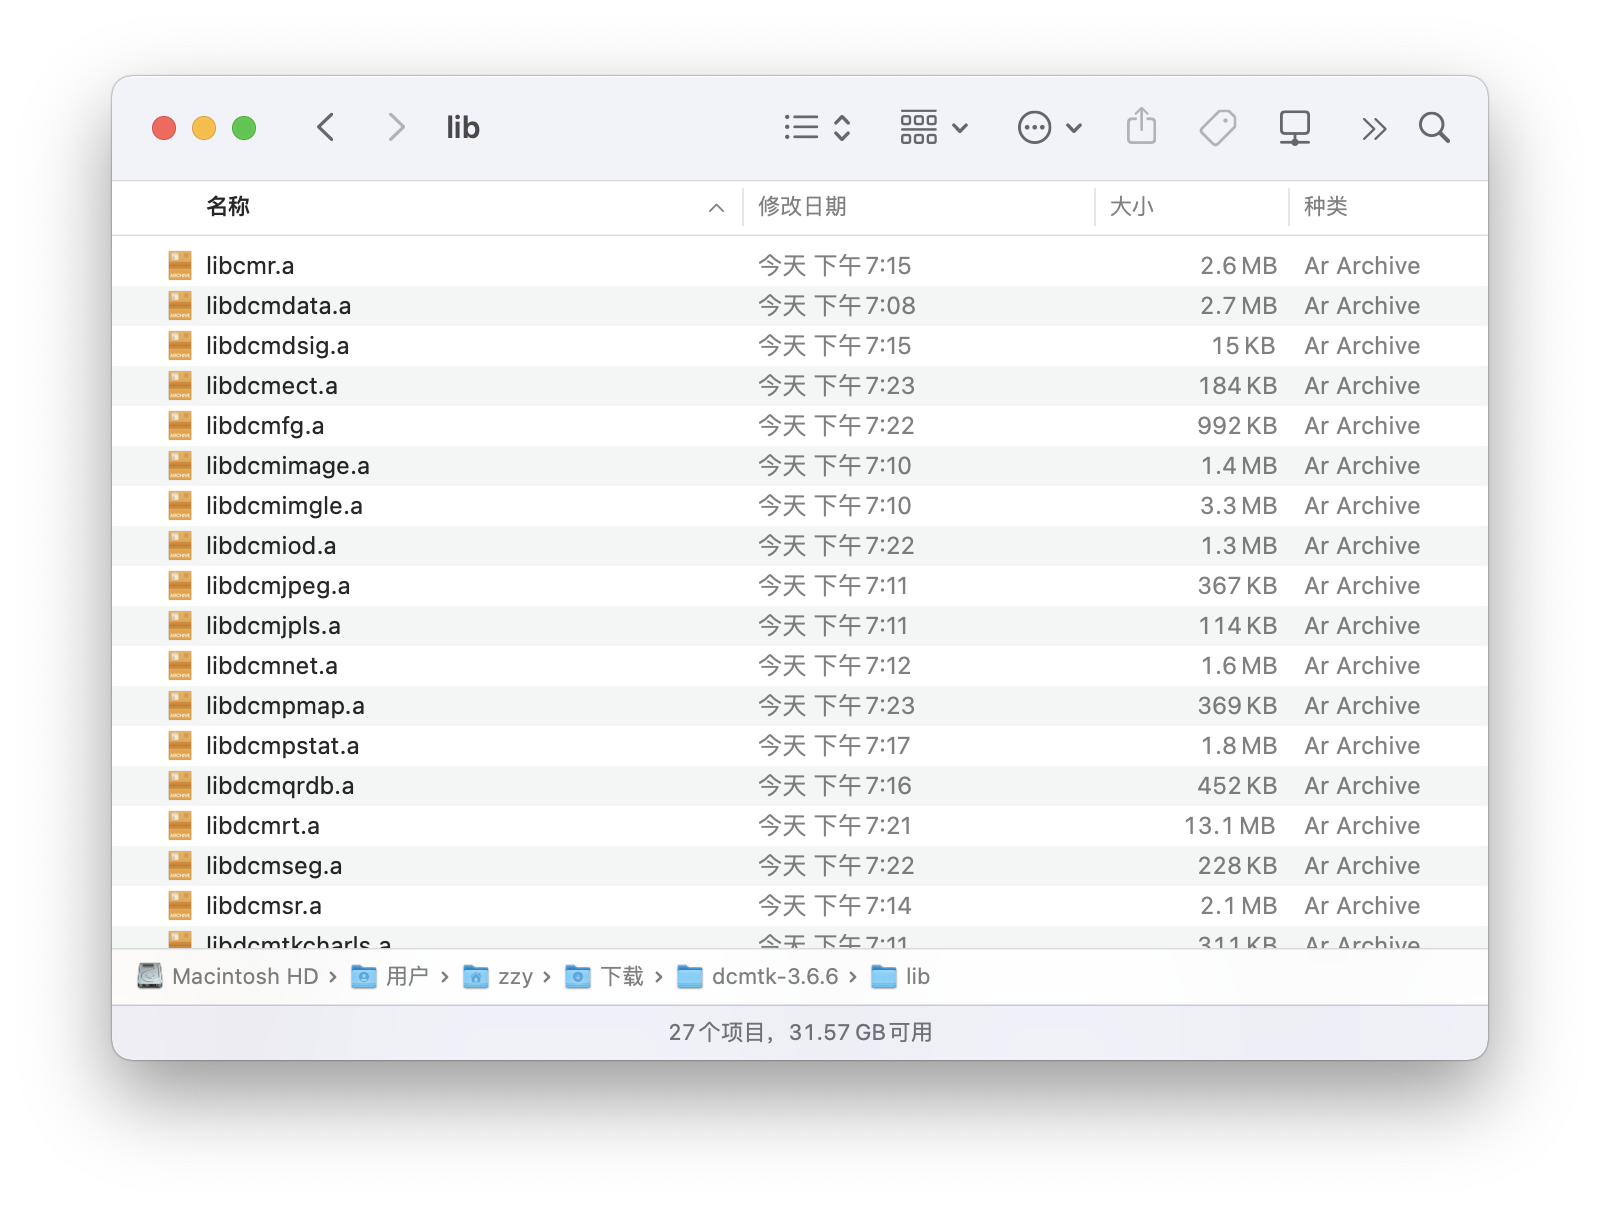 lib
名称 修改日期 大小 种类
libcmr.a 今天 下午 7:15 2.6 MB Ar Archive
libdcmdata.a 今天 下午 7:08 2.7 MB Ar Archive
libdcmdsig.a 今天 下午 7:15 15 KB Ar Archive
libdcmect.a 今天 下午 7:23 184 KB Ar Archive
libdcmfg.a 今天 下午 7:22 992 KB Ar Archive
libdcmimage.a 今天 下午 7:10 1.4 MB Ar Archive
libdcmimgle.a 今天 下午 7:10 3.3 MB Ar Archive
libdcmiod.a 今天 下午 7:22 1.3 MB Ar Archive
libdcmjpeg.a 今天 下午 7:11 367 KB Ar Archive
libdcmjpls.a 今天 下午 7:11 114 KB Ar Archive
libdcmnet.a 今天 下午 7:12 1.6 MB Ar Archive
libdcmpmap.a 今天 下午 7:23 369 KB Ar Archive
libdcmpstat.a 今天 下午 7:17 1.8 MB Ar Archive
libdcmqrdb.a 今天 下午 7:16 452 KB Ar Archive
libdcmrt.a 今天 下午 7:21 13.1 MB Ar Archive
libdcmseg.a 今天 下午 7:22 228 KB Ar Archive
libdcmsr.a 今天 下午 7:14 2.1 MB Ar Archive
libdcmtkcharls.a 今天 下午 7:11 311 KB Ar Archive
Macintosh HD › 用户 › zzy › 下载 › dcmtk-3.6.6 › lib
27 个项目，31.57 GB 可用